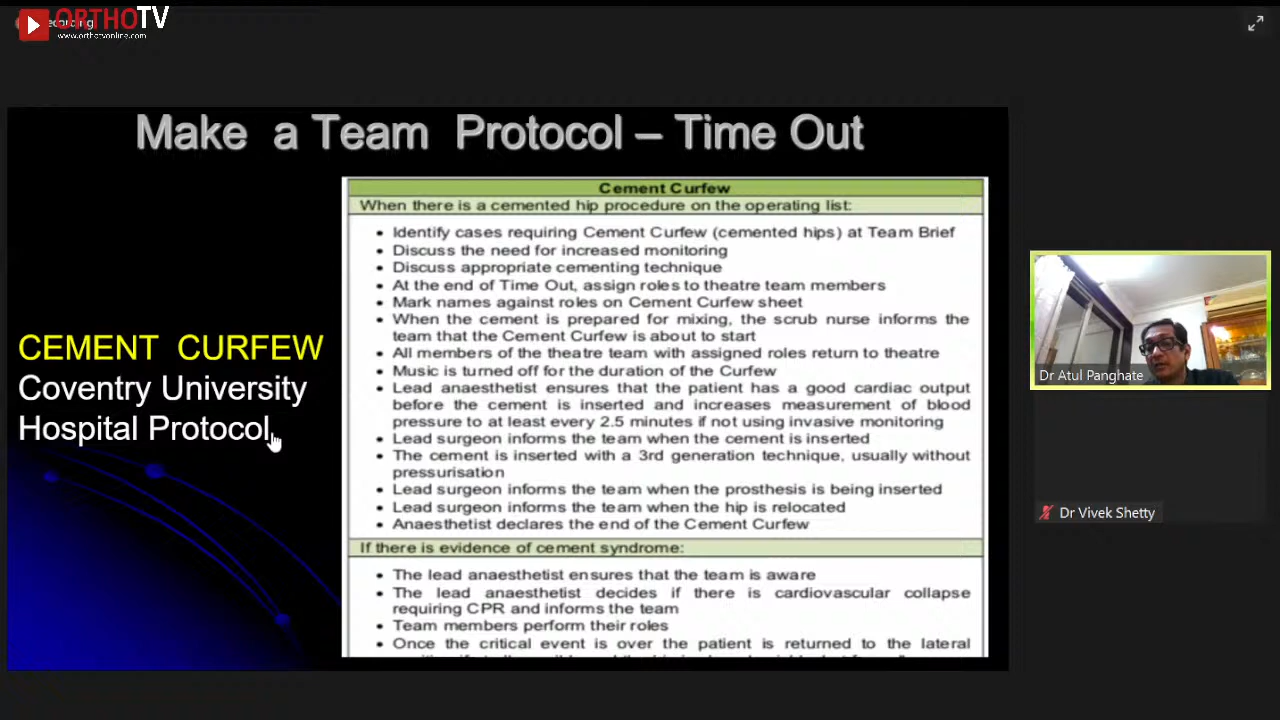 ORTHOTV
www.orthotvonline.com
Make a Team Protocol – Time Out
CEMENT CURFEW
Coventry University
Hospital Protocol
Cement Curfew
When there is a cemented hip procedure on the operating list:
• Identify cases requiring Cement Curfew (cemented hips) at Team Brief
• Discuss the need for increased monitoring
• Discuss appropriate cementing technique
• At the end of Time Out, assign roles to theatre team members
• Mark names against roles on Cement Curfew sheet
• When the cement is prepared for mixing, the scrub nurse informs the
team that the Cement Curfew is about to start
• All members of the theatre team with assigned roles return to theatre
• Music is turned off for the duration of the Curfew
• Lead anaesthetist ensures that the patient has a good cardiac output
before the cement is inserted and increases measurement of blood
pressure to at least every 2.5 minutes if not using invasive monitoring
• Lead surgeon informs the team when the cement is inserted
• The cement is inserted with a 3rd generation technique, usually without
pressurisation
• Lead surgeon informs the team when the prosthesis is being inserted
• Lead surgeon informs the team when the hip is relocated
• Anaesthetist declares the end of the Cement Curfew
If there is evidence of cement syndrome:
• The lead anaesthetist ensures that the team is aware
• The lead anaesthetist decides if there is cardiovascular collapse
requiring CPR and informs the team
• Team members perform their roles
• Once the critical event is over the patient is returned to the lateral
Dr Atul Panghate
Dr Vivek Shetty